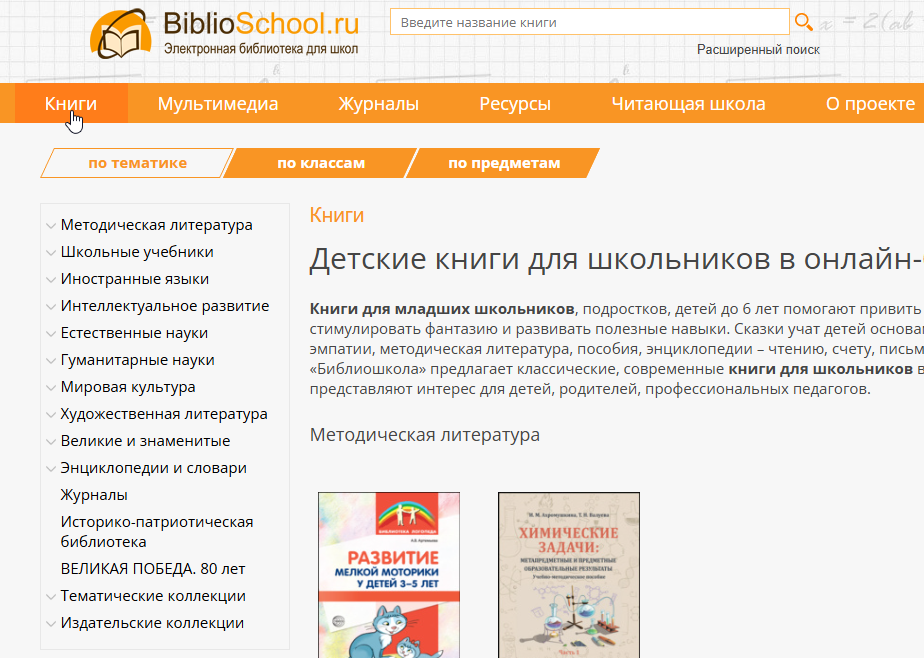 BiblioSchool.ru
Электронная библиотека для школ
Введите название книги
Расширенный поиск
x = 2(ab
Книги
Мультимедиа
Журналы
Ресурсы
Читающая школа
О проекте
по тематике
по классам
по предметам
Методическая литература
Школьные учебники
Иностранные языки
Интеллектуальное развитие
Естественные науки
Гуманитарные науки
Мировая культура
Художественная литература
Великие и знаменитые
Энциклопедии и словари
Журналы
Историко-патриотическая
библиотека
ВЕЛИКАЯ ПОБЕДА. 80 лет
Тематические коллекции
Издательские коллекции
Книги
Детские книги для школьников в онлайн-
Книги для младших школьников, подростков, детей до 6 лет помогают привить
стимулировать фантазию и развивать полезные навыки. Сказки учат детей основа
эмпатии, методическая литература, пособия, энциклопедии – чтению, счету, письм
«Библиошкола» предлагает классические, современные книги для школьников в
представляют интерес для детей, родителей, профессиональных педагогов.
Методическая литература
БИБЛИОТЕКА ЛОГОПЕДА
РАЗВИТИЕ
МЕЛКОЙ МОТОРИКИ
У ДЕТЕЙ 3–5 ЛЕТ
ХИМИЧЕСКИЕ
ЗАДАЧИ:
МЕТАПРЕДМЕТНЫЕ И ПРЕДМЕТНЫЕ
ОБРАЗОВАТЕЛЬНЫЕ РЕЗУЛЬТАТЫ
Учебно-методическое пособие
Часть 1